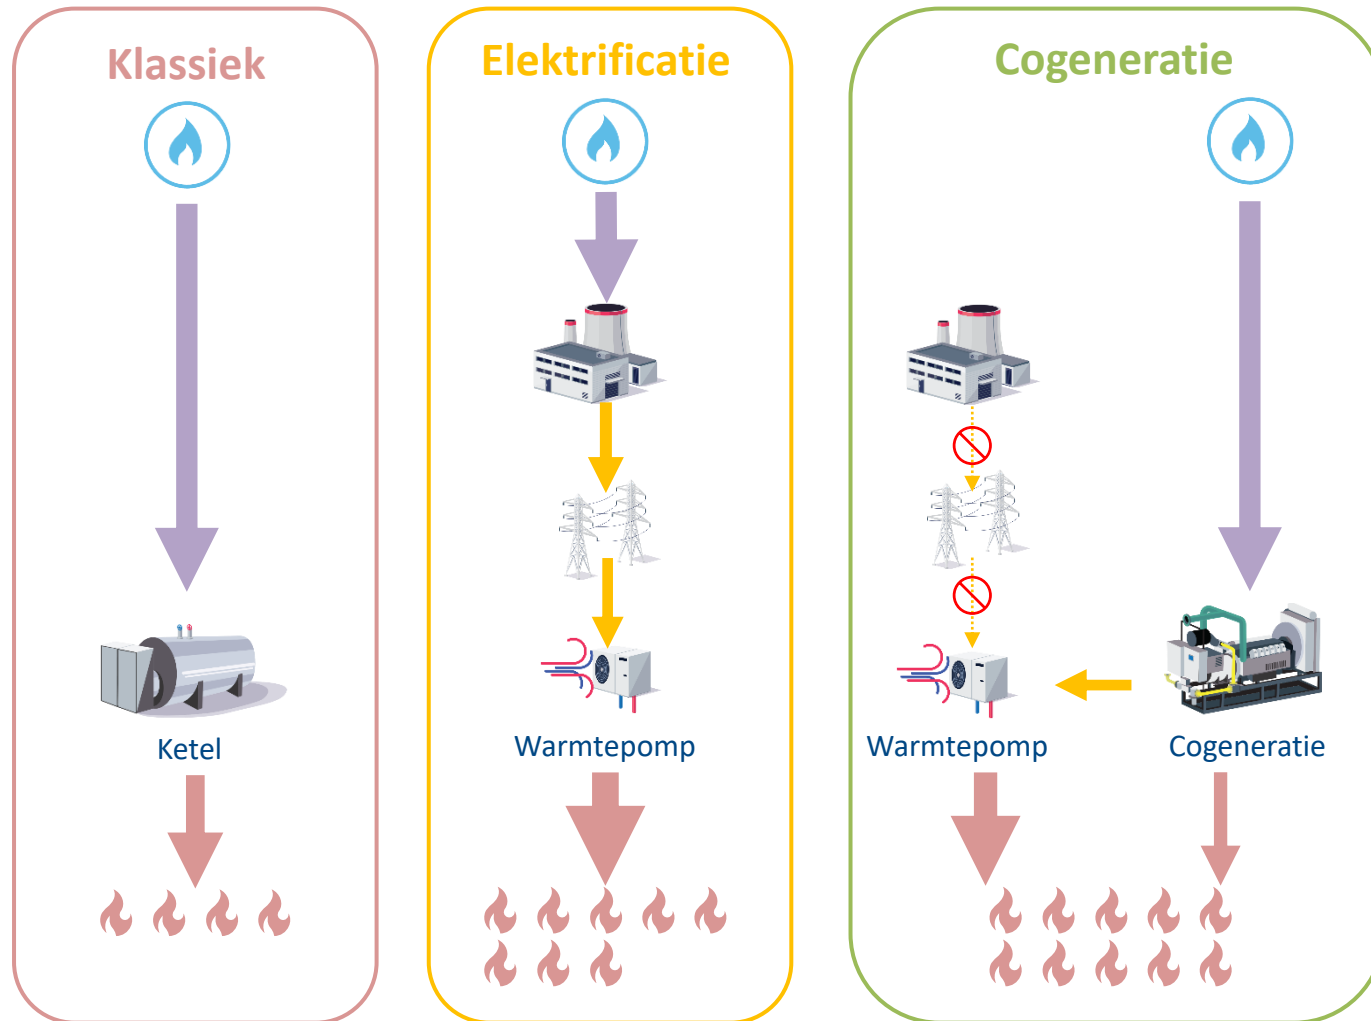 Klassiek
Elektrificatie
Cogeneratie
Ketel
Warmtepomp
Warmtepomp
Cogeneratie